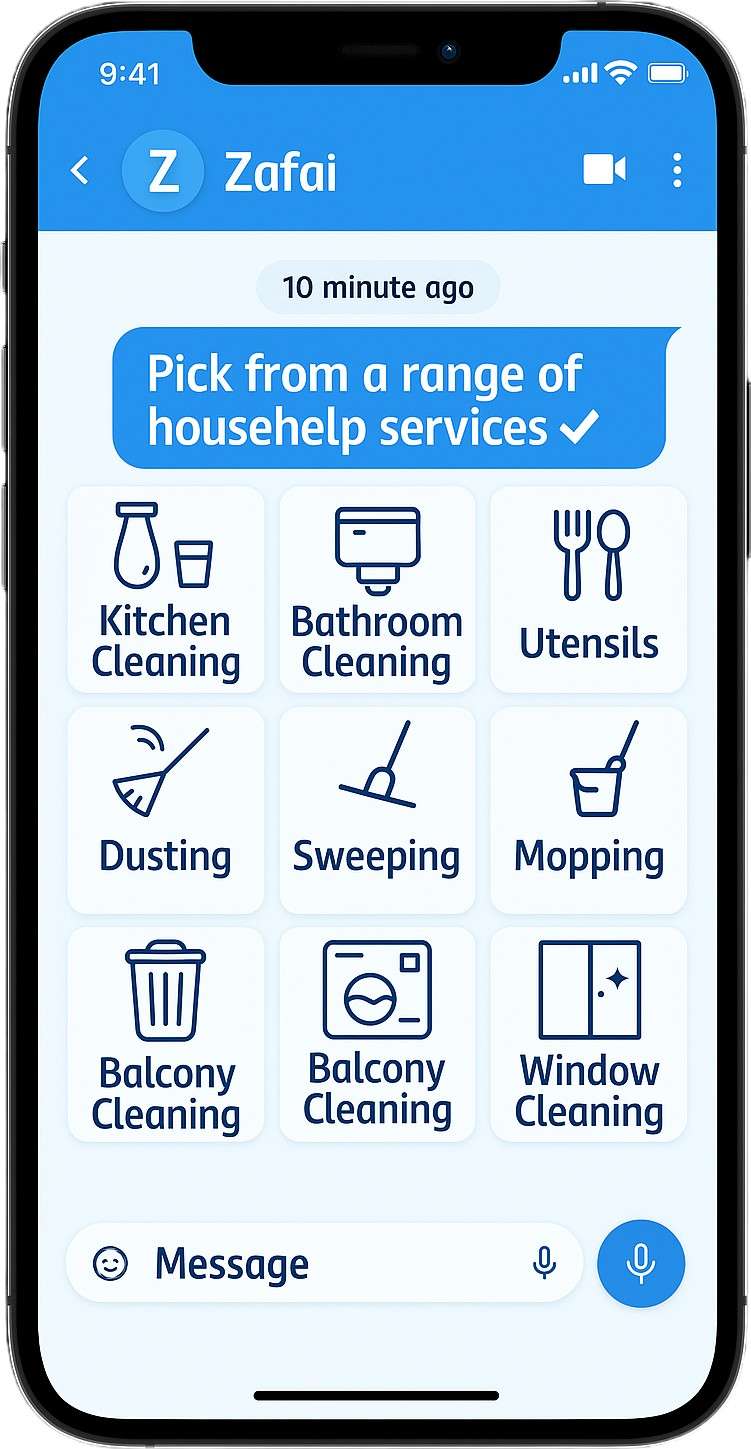 9:41
Z Zafai
10 minute ago
Pick from a range of
househelp services ✓
Kitchen
Cleaning
Bathroom
Cleaning
Utensils
Dusting
Sweeping
Mopping
Balcony
Cleaning
Balcony
Cleaning
Window
Cleaning
Message